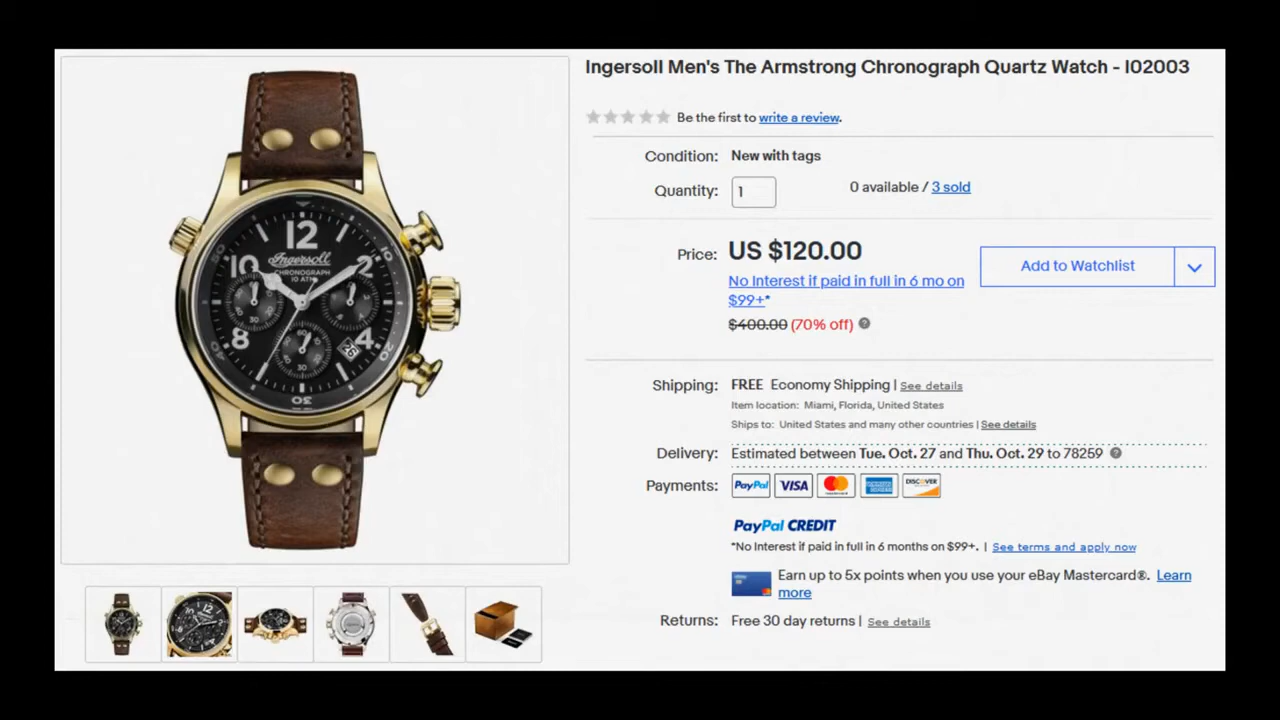 Ingersoll Men's The Armstrong Chronograph Quartz Watch - I02003
Be the first to write a review.
Condition: New with tags
Quantity: 1 0 available / 3 sold
Price: US $120.00
No Interest if paid in full in 6 mo on
$99+*
Add to Watchlist
$400.00 (70% off)
Shipping: FREE Economy Shipping | See details
Item location: Miami, Florida, United States
Ships to: United States and many other countries | See details
Delivery: Estimated between Tue. Oct. 27 and Thu. Oct. 29 to 78259
Payments: PayPal VISA DISCOVER
PayPal CREDIT
*No Interest if paid in full in 6 months on $99+. | See terms and apply now
Earn up to 5x points when you use your eBay Mastercard®. Learn
more
Returns: Free 30 day returns | See details
12
10 2
Ingersoll
CHRONOGRAPH
10 ATM
8 4
26
60
30
20